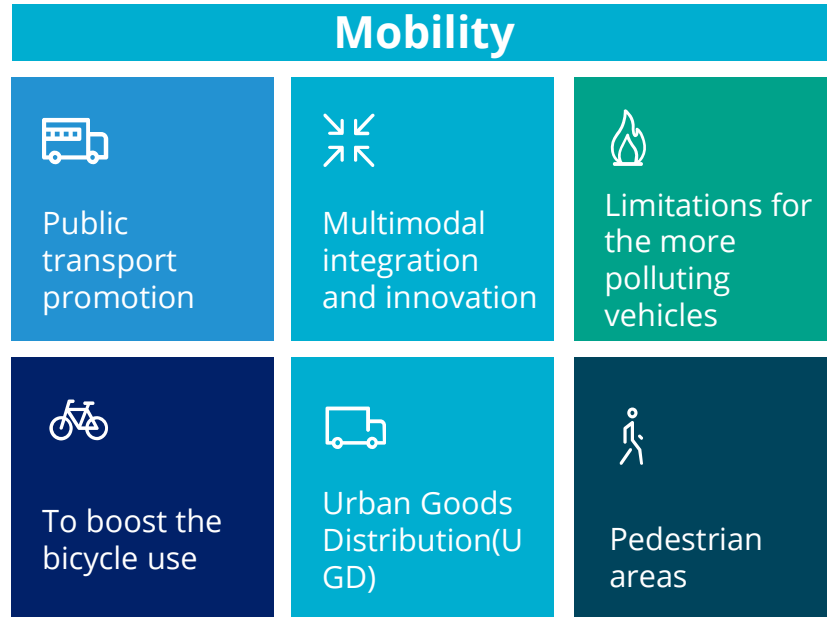 Mobility
Public
transport
promotion
Multimodal
integration
and innovation
Limitations for
the more
polluting
vehicles
To boost the
bicycle use
Urban Goods
Distribution(U
GD)
Pedestrian
areas